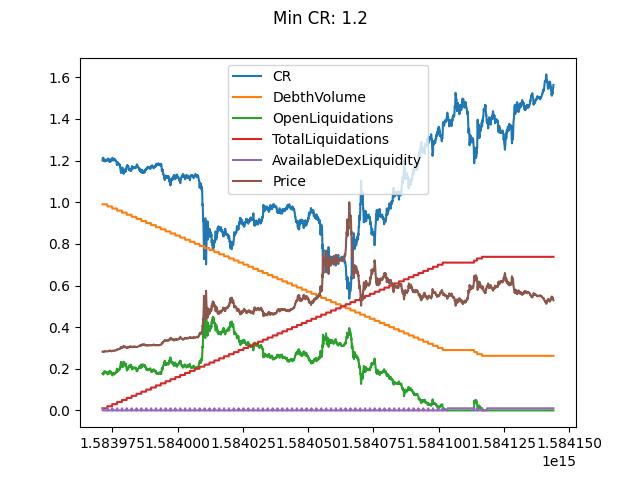 Min CR: 1.2
CR
DebthVolume
OpenLiquidations
TotalLiquidations
AvailableDexLiquidity
Price
1.6
1.4
1.2
1.0
0.8
0.6
0.4
0.2
0.0
1.583975 1.584000 1.584025 1.584050 1.584075 1.584100 1.584125 1.584150
1e15